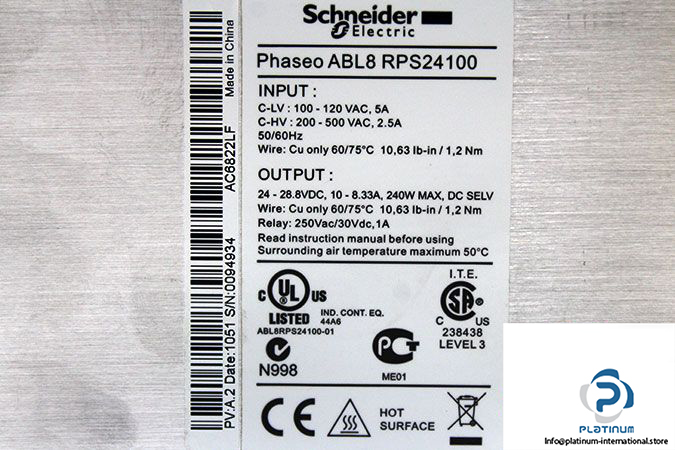 Schneider
Electric
Phaseo ABL8 RPS24100
INPUT :
C-LV : 100 - 120 VAC, 5A
C-HV : 200 - 500 VAC, 2.5A
50/60Hz
Wire: Cu only 60/75°C 10,63 lb-in / 1,2 Nm
OUTPUT :
24 - 28.8VDC, 10 - 8.33A, 240W MAX, DC SELV
Wire: Cu only 60/75°C 10,63 lb-in / 1,2 Nm
Relay: 250Vac/30Vdc,1A
Read instruction manual before using
Surrounding air temperature maximum 50°C
C UL US
LISTED
IND. CONT. EQ.
44A6
ABL8RPS24100-01
I.T.E.
SA
C US
238438
LEVEL 3
N998
PCT
ME01
CE
HOT
SURFACE
PV:A.2 Date:1051 S/N:0094934 AC6822LF Made in China
PLATINUM
Info@platinum-international.store